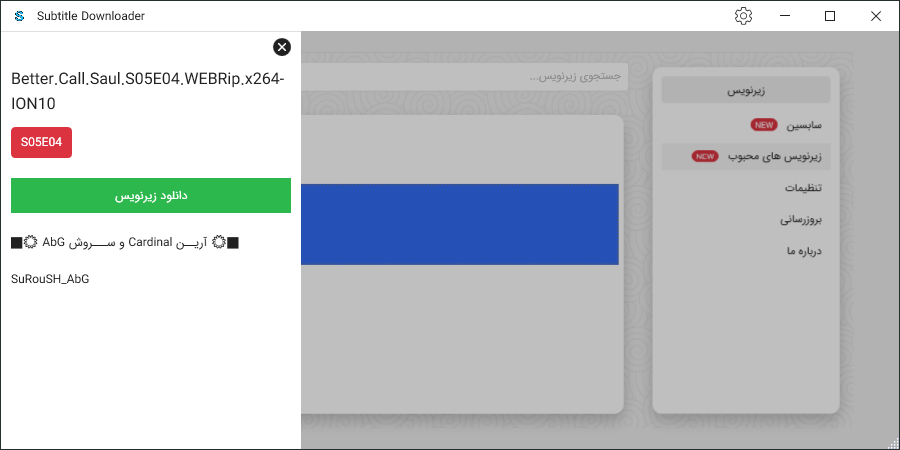 Subtitle Downloader
Better.Call.Saul.S05E04.WEBRip.x264-
ION10
S05E04
دانلود زیرنویس
■۞ آریــن Cardinal و ســـروش AbG ۞■
SuRouSH_AbG
جستجوی زیرنویس...
زیرنویس
سابسین NEW
زیرنویس های محبوب NEW
تنظیمات
بروزرسانی
درباره ما